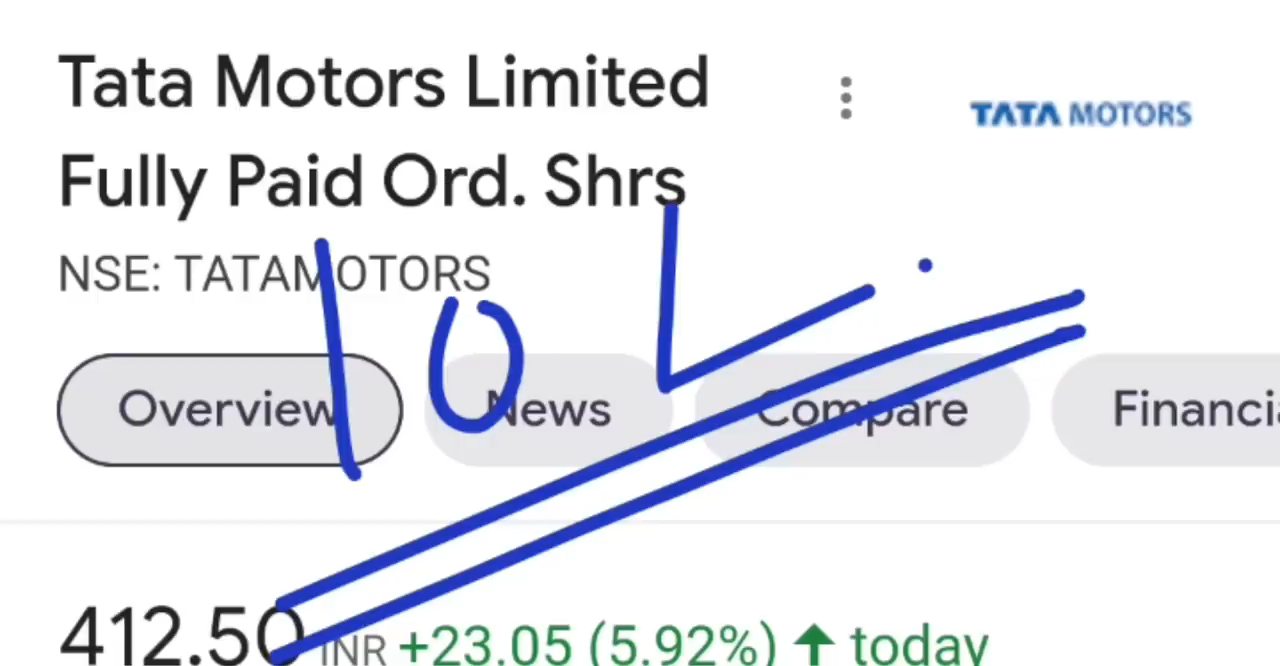 Tata Motors Limited
Fully Paid Ord. Shrs
TATA MOTORS
NSE: TATAMOTORS
10 L.
Overview News Compare
412.50 INR +23.05 (5.92%) ↑ today